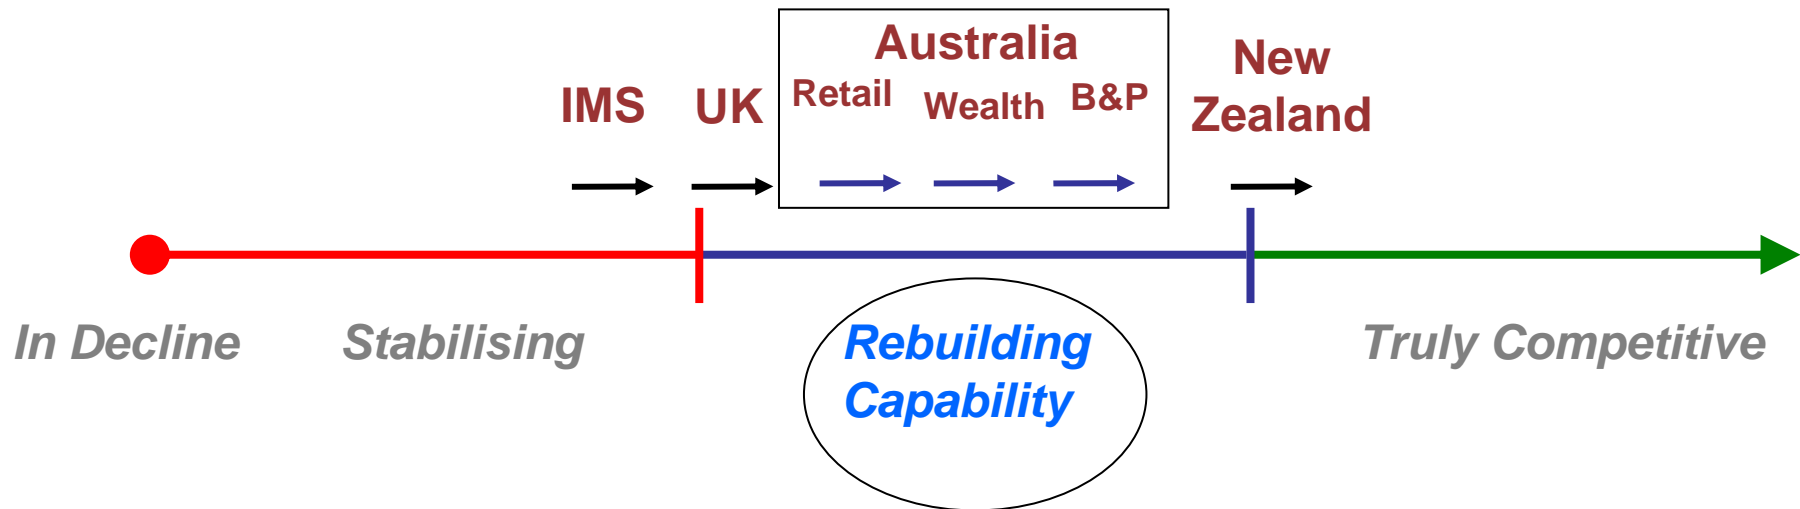 Australia
New
Zealand
IMS
UK
Retail
Wealth
B&P
In Decline
Stabilising
Rebuilding
Capability
Truly Competitive